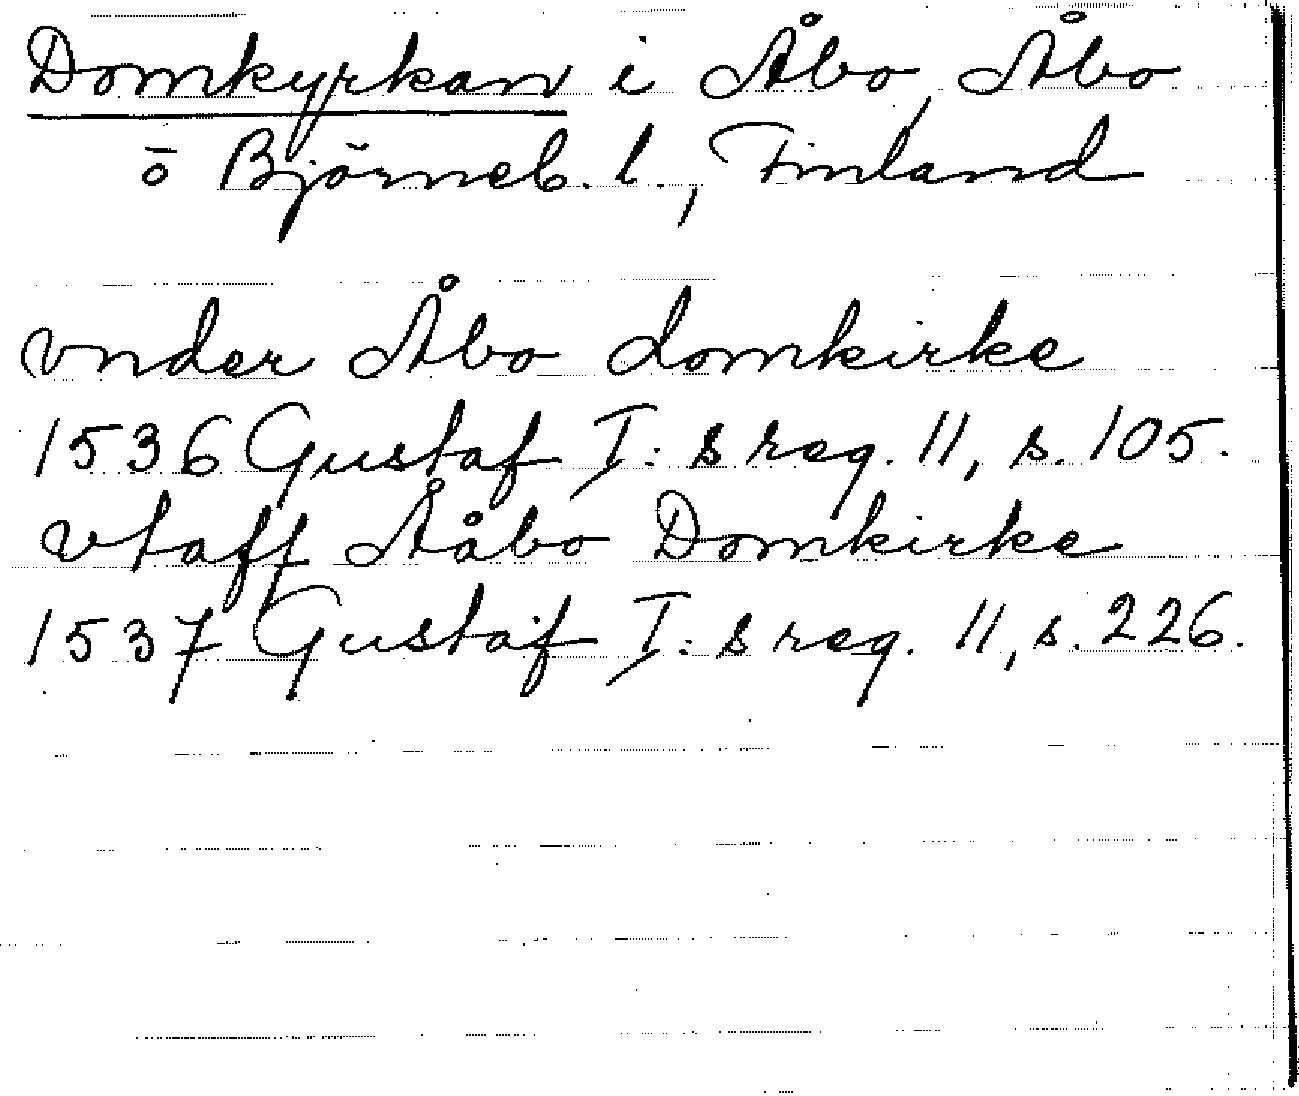 Domkyrkan i Åbo, Åbo
o Björneb. l., Finland
vnder Åbo domkirke
1536 Gustaf I:s reg. 11, s. 105.
vtaff Ååbo Domkirke
1537 Gustaf I:s reg. 11, s. 226.